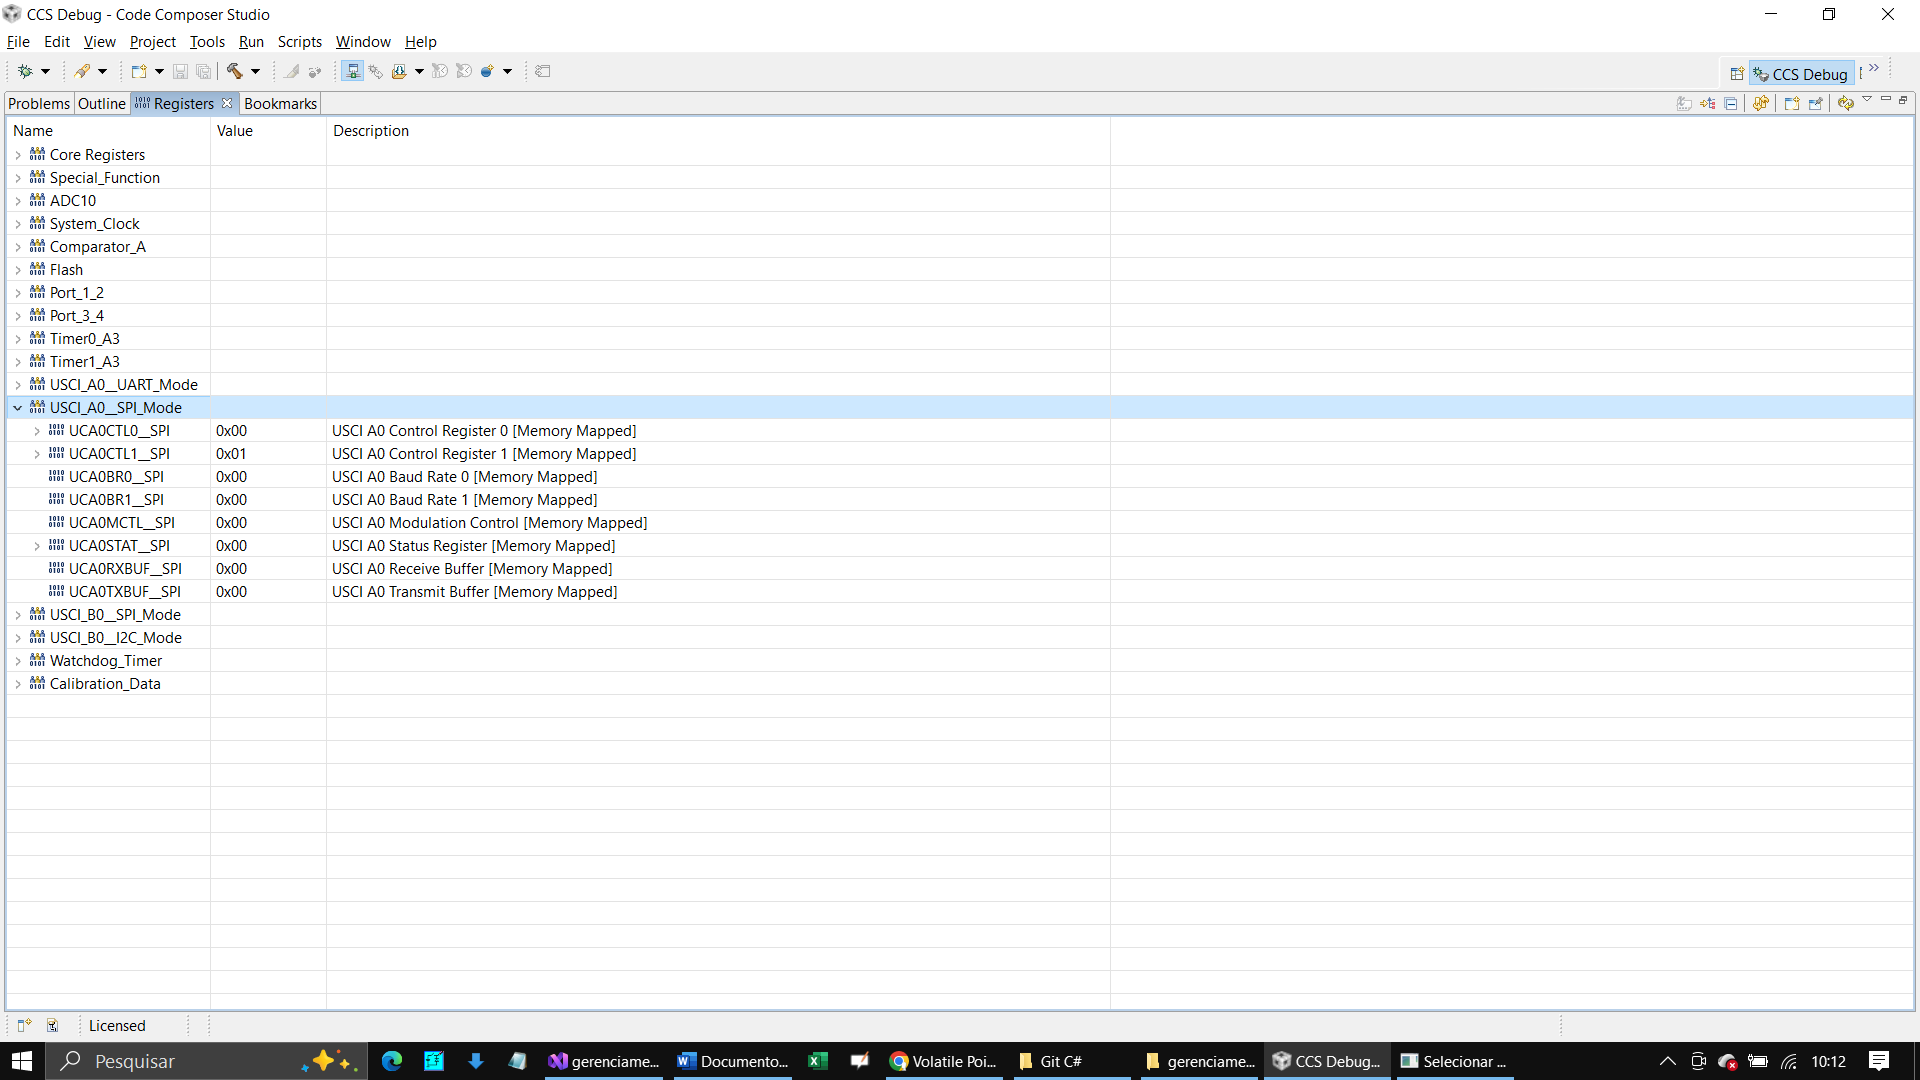 CCS Debug - Code Composer Studio
File Edit View Project Tools Run Scripts Window Help
CCS Debug
Problems Outline Registers Bookmarks
Name Value Description
Core Registers
Special_Function
ADC10
System_Clock
Comparator_A
Flash
Port_1_2
Port_3_4
Timer0_A3
Timer1_A3
USCI_A0__UART_Mode
USCI_A0__SPI_Mode
UCA0CTL0__SPI 0x00 USCI A0 Control Register 0 [Memory Mapped]
UCA0CTL1__SPI 0x01 USCI A0 Control Register 1 [Memory Mapped]
UCA0BR0__SPI 0x00 USCI A0 Baud Rate 0 [Memory Mapped]
UCA0BR1__SPI 0x00 USCI A0 Baud Rate 1 [Memory Mapped]
UCA0MCTL__SPI 0x00 USCI A0 Modulation Control [Memory Mapped]
UCA0STAT__SPI 0x00 USCI A0 Status Register [Memory Mapped]
UCA0RXBUF__SPI 0x00 USCI A0 Receive Buffer [Memory Mapped]
UCA0TXBUF__SPI 0x00 USCI A0 Transmit Buffer [Memory Mapped]
USCI_B0__SPI_Mode
USCI_B0__I2C_Mode
Watchdog_Timer
Calibration_Data
Licensed
Pesquisar gerenciame... Documento... Volatile Poi... Git C# gerenciame... CCS Debug... Selecionar ... 10:12